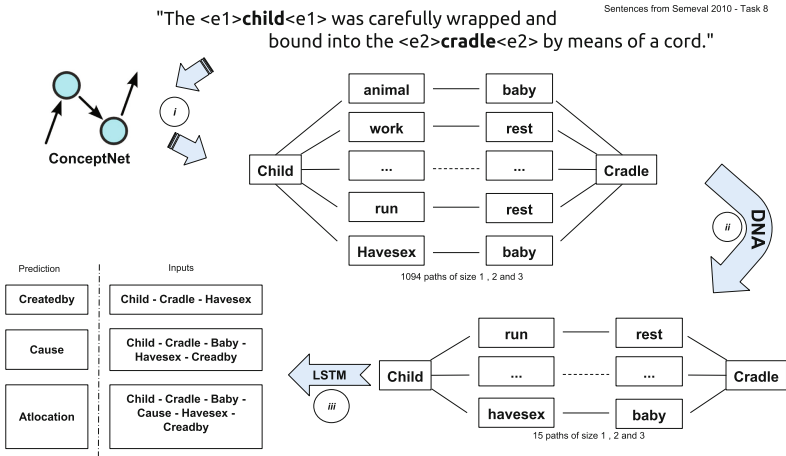 Sentences from Semeval 2010 - Task 8
"The <e1>child<e1> was carefully wrapped and
bound into the <e2>cradle<e2> by means of a cord."
i
ConceptNet
animal
baby
work
rest
Child
...
...
Cradle
run
rest
Havesex
baby
1094 paths of size 1 , 2 and 3
ii
DNA
Prediction
Inputs
Createdby
Child - Cradle - Havesex
Cause
Child - Cradle - Baby -
Havesex - Creadby
Atlocation
Child - Cradle - Baby -
Cause - Havesex -
Creadby
LSTM
iii
run
rest
Child
...
...
Cradle
havesex
baby
15 paths of size 1 , 2 and 3